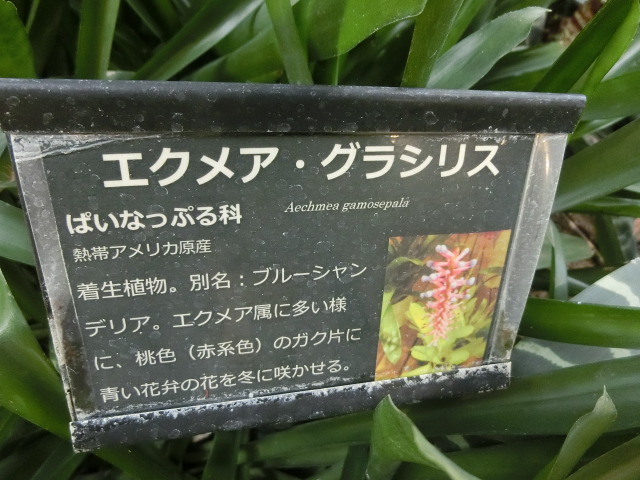 エクメア・グラシリス
ぱいなっぷる科
Aechmea gamosepala
熱帯アメリカ原産
着生植物。別名：ブルーシャン
デリア。エクメア属に多い様
に、桃色（赤系色）のガク片に
青い花弁の花を冬に咲かせる。